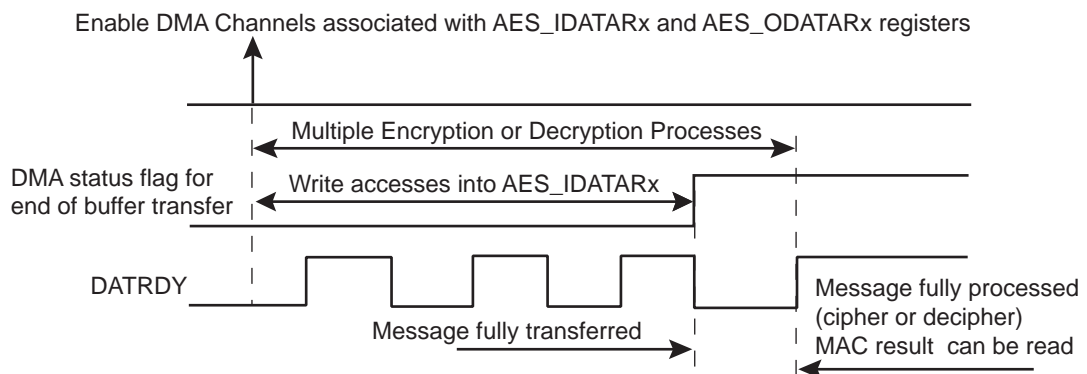 Enable DMA Channels associated with AES_IDATARx and AES_ODATARx registers
Multiple Encryption or Decryption Processes
DMA status flag for
end of buffer transfer
Write accesses into AES_IDATARx
DATRDY
Message fully transferred
Message fully processed
(cipher or decipher)
MAC result can be read